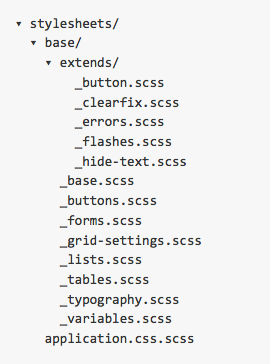 stylesheets/
base/
extends/
_button.scss
_clearfix.scss
_errors.scss
_flashes.scss
_hide-text.scss
_base.scss
_buttons.scss
_forms.scss
_grid-settings.scss
_lists.scss
_tables.scss
_typography.scss
_variables.scss
application.css.scss